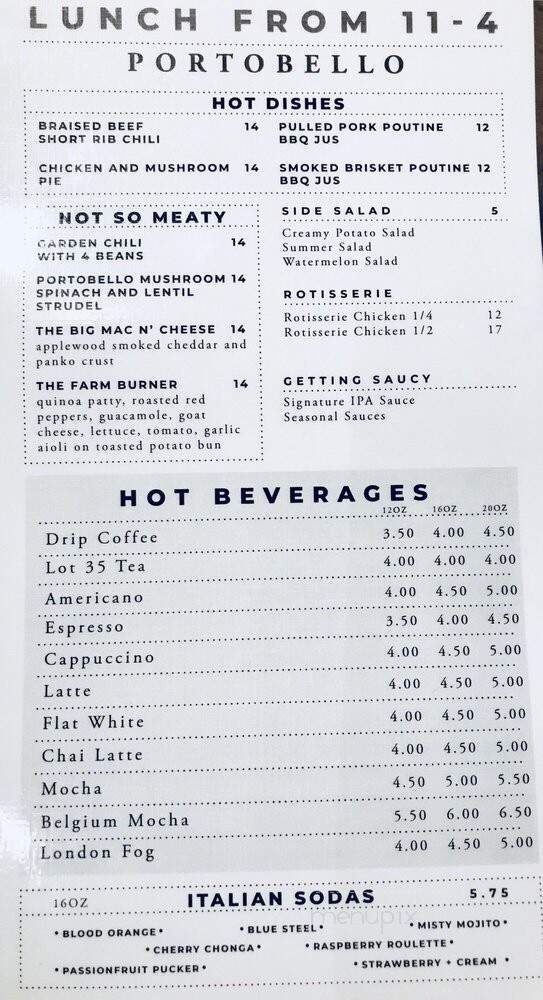 LUNCH FROM 11-4
PORTOBELLO
HOT DISHES
BRAISED BEEF 14
SHORT RIB CHILI
CHICKEN AND MUSHROOM 14
PIE
PULLED PORK POUTINE 12
BBQ JUS
SMOKED BRISKET POUTINE 12
BBQ JUS
NOT SO MEATY
GARDEN CHILI 14
WITH 4 BEANS
PORTOBELLO MUSHROOM 14
SPINACH AND LENTIL
STRUDEL
THE BIG MAC N' CHEESE 14
applewood smoked cheddar and
panko crust
THE FARM BURNER 14
quinoa patty, roasted red
peppers, guacamole, goat
cheese, lettuce, tomato, garlic
aioli on toasted potato bun
SIDE SALAD 5
Creamy Potato Salad
Summer Salad
Watermelon Salad
ROTISSERIE
Rotisserie Chicken 1/4 12
Rotisserie Chicken 1/2 17
GETTING SAUCY
Signature IPA Sauce
Seasonal Sauces
HOT BEVERAGES
12OZ 16OZ 20OZ
Drip Coffee 3.50 4.00 4.50
Lot 35 Tea 4.00 4.00 4.00
Americano 4.00 4.50 5.00
Espresso 3.50 4.00 4.50
Cappuccino 4.00 4.50 5.00
Latte 4.00 4.50 5.00
Flat White 4.00 4.50 5.00
Chai Latte 4.00 4.50 5.00
Mocha 4.50 5.00 5.50
Belgium Mocha 5.50 6.00 6.50
London Fog 4.00 4.50 5.00
16OZ ITALIAN SODAS 5.75
• BLOOD ORANGE • • BLUE STEEL • • MISTY MOJITO •
• CHERRY CHONGA • • RASPBERRY ROULETTE •
• PASSIONFRUIT PUCKER • • STRAWBERRY + CREAM •
menupix